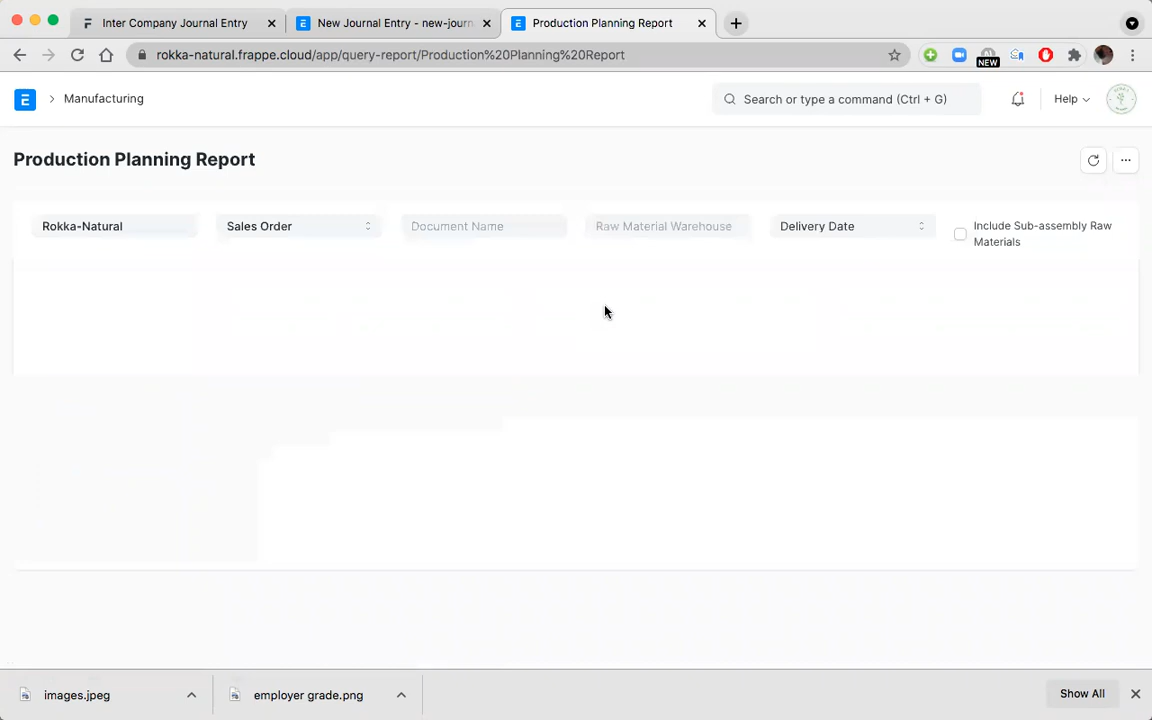 Inter Company Journal Entry
New Journal Entry - new-journ
Production Planning Report
rokka-natural.frappe.cloud/app/query-report/Production%20Planning%20Report
NEW
E
Manufacturing
Search or type a command (Ctrl + G)
Help
Production Planning Report
Rokka-Natural
Sales Order
Document Name
Raw Material Warehouse
Delivery Date
Include Sub-assembly Raw
Materials
images.jpeg
employer grade.png
Show All